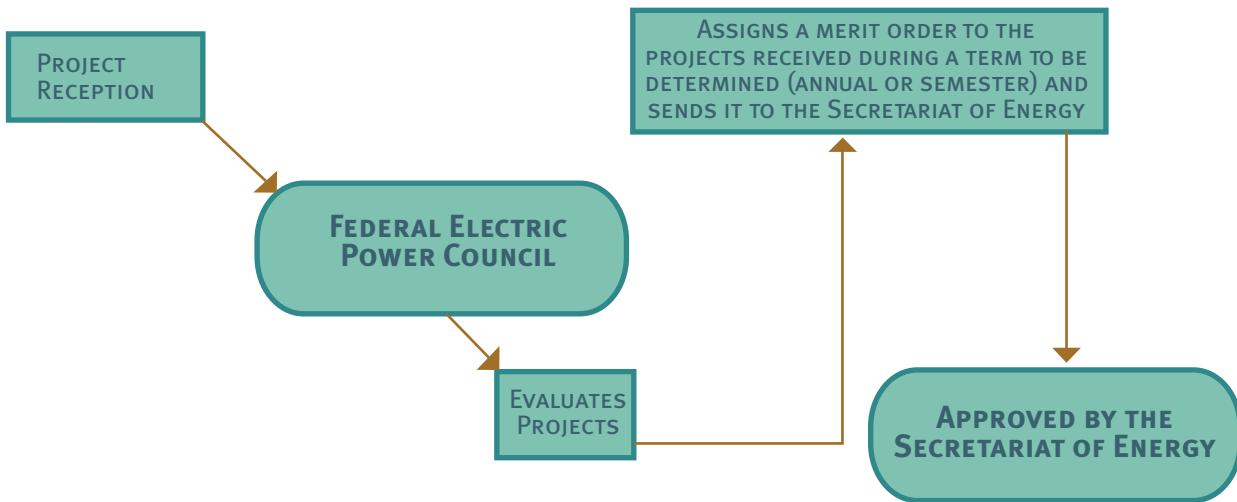 Project
Reception
Federal Electric
Power Council
Evaluates
Projects
Assigns a merit order to the
projects received during a term to be
determined (annual or semester) and
sends it to the Secretariat of Energy
Approved by the
Secretariat of Energy